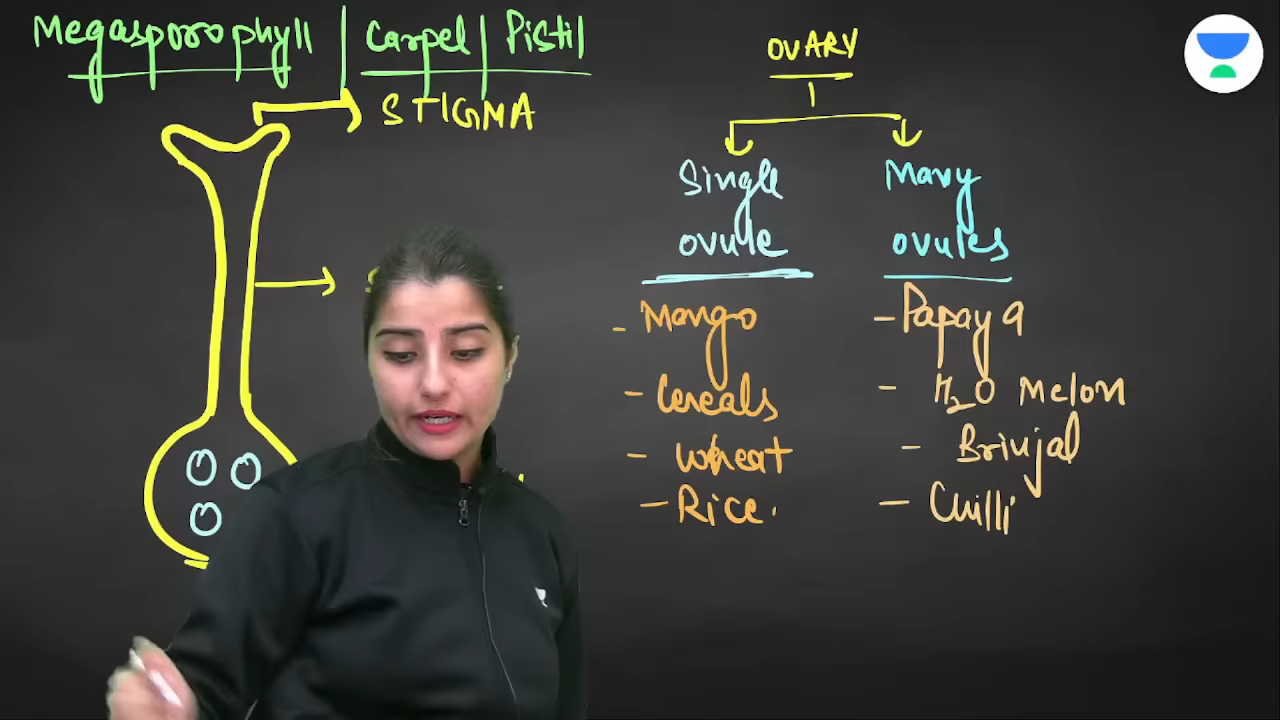 Megasporophyll | Carpel | Pistil
STIGMA
OVARY
Single ovule
Many ovules
- Mango
- Cereals
- Wheat
- Rice.
- Papaya
- H₂O Melon
- Brinjal
- Chilli